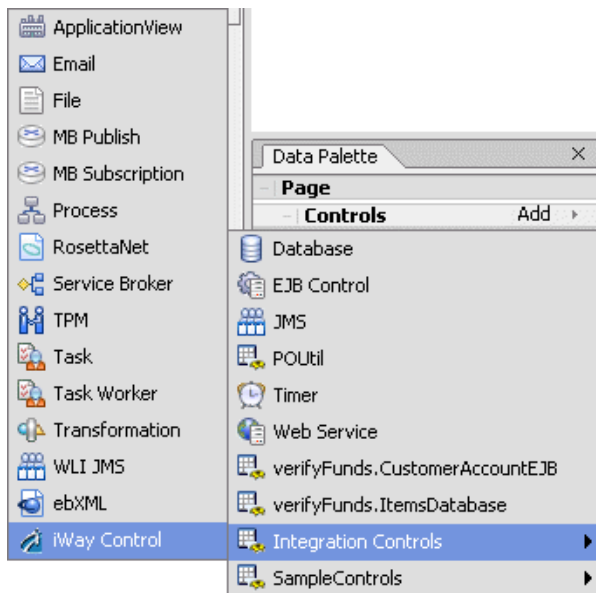 ApplicationView
Email
File
MB Publish
MB Subscription
Process
RosettaNet
Service Broker
TPM
Task
Task Worker
Transformation
WLI JMS
ebXML
iWay Control
Data Palette
Page
Controls Add
Database
EJB Control
JMS
POUtil
Timer
Web Service
verifyFunds.CustomerAccountEJB
verifyFunds.ItemsDatabase
Integration Controls
SampleControls